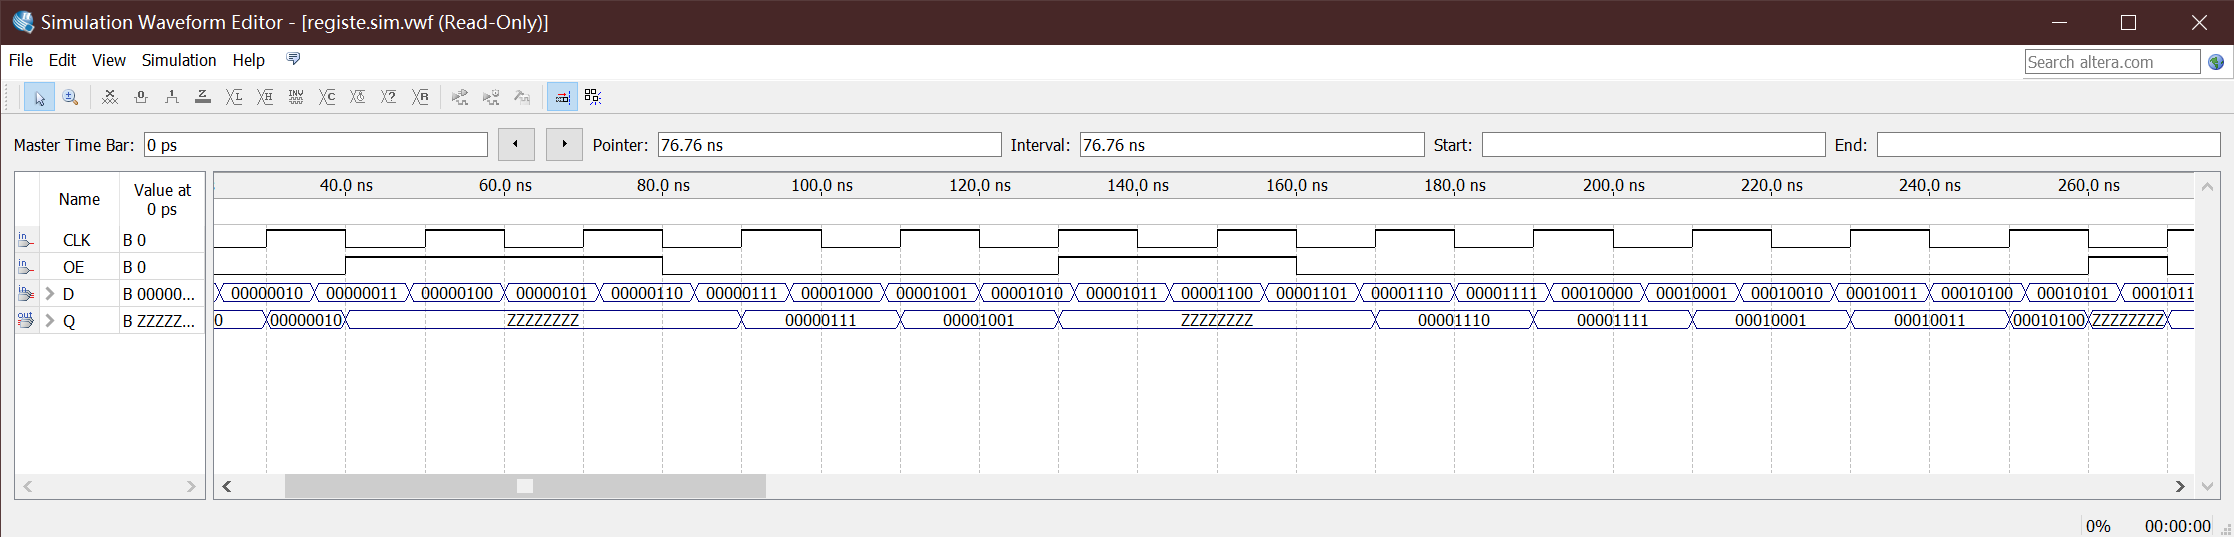 Simulation Waveform Editor - [registe.sim.vwf (Read-Only)]
File Edit View Simulation Help Search altera.com
Master Time Bar: 0 ps Pointer: 76.76 ns Interval: 76.76 ns Start: End:
Name Value at 0 ps 40.0 ns 60.0 ns 80.0 ns 100.0 ns 120.0 ns 140.0 ns 160.0 ns 180.0 ns 200.0 ns 220.0 ns 240.0 ns 260.0 ns
in CLK B 0
in OE B 0
in D B 00000... 00000010 00000011 00000100 00000101 00000110 00000111 00001000 00001001 00001010 00001011 00001100 00001101 00001110 00001111 00010000 00010001 00010010 00010011 00010100 00010101 0001011
out Q B ZZZZZ... 0 00000010 ZZZZZZZZ 00000111 00001001 ZZZZZZZZ 00001110 00001111 00010001 00010011 00010100 ZZZZZZZZ
0% 00:00:00